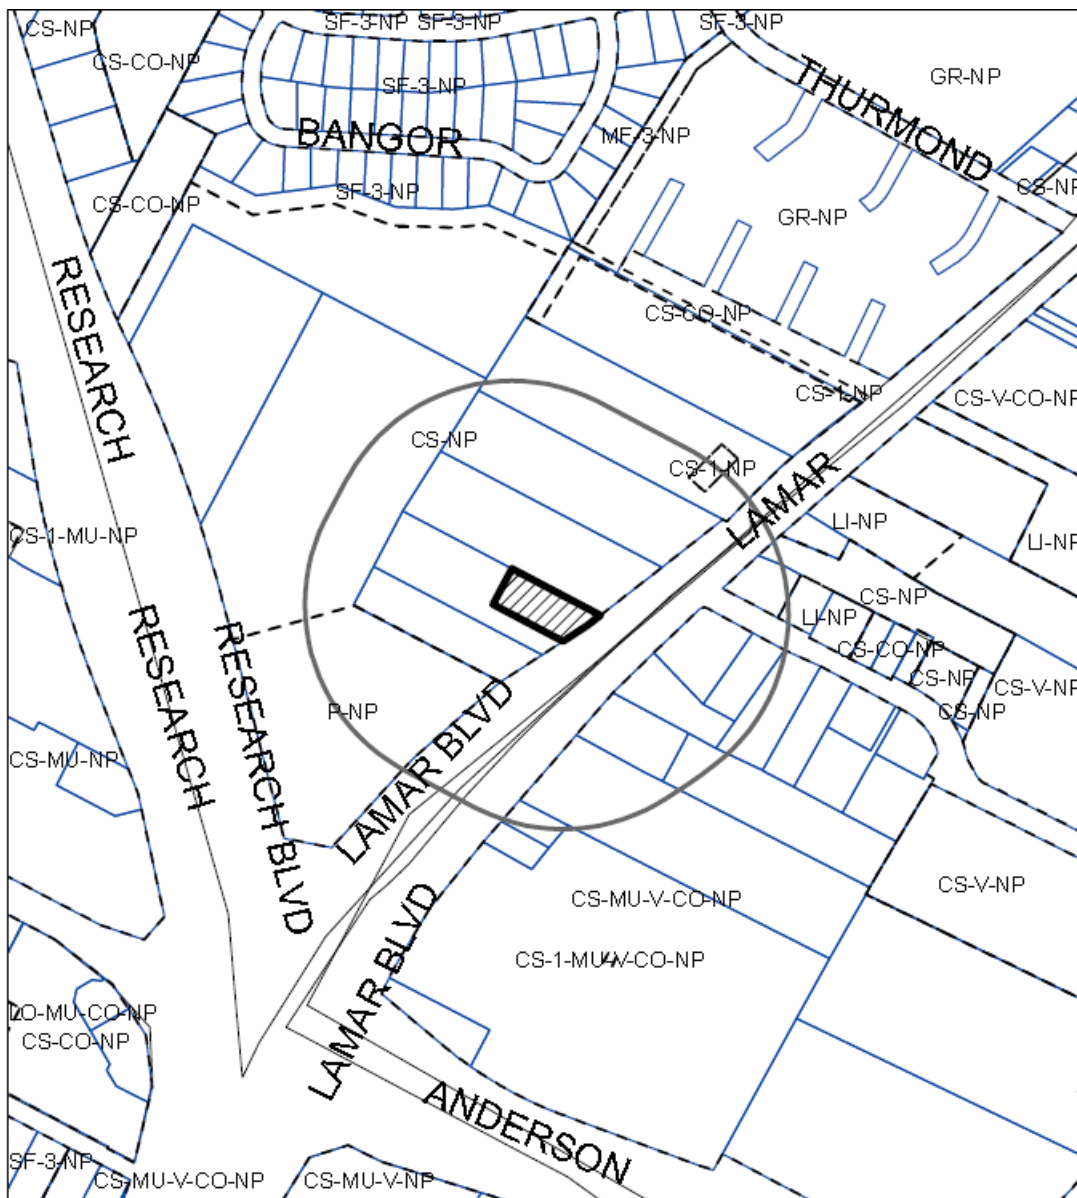 SF-3-NP SF-3-NP
SF-3-NP
CS-NP
CS-CO-NP
GR-NP
THURMOND
SF-3-NP
BANGOR
MF-3-NP
SF-3-NP
CS-NP
CS-CO-NP
GR-NP
RESEARCH
CS-CO-NP
CS-1-NP
CS-V-CO-NP
CS-NP
CS-1-NP
LAMAR
LI-NP
CS-1-MU-NP
LI-NP
CS-NP
LI-NP
CS-CO-NP
RESEARCH
RESEARCH BLVD
CS-NP
CS-V-NP
P-NP
CS-NP
LAMAR BLVD
CS-MU-NP
CS-V-NP
CS-MU-V-CO-NP
LAMAR BLVD
CS-1-MU-V-CO-NP
LO-MU-CO-NP
CS-CO-NP
ANDERSON
SF-3-NP
CS-MU-V-CO-NP
CS-MU-V-NP